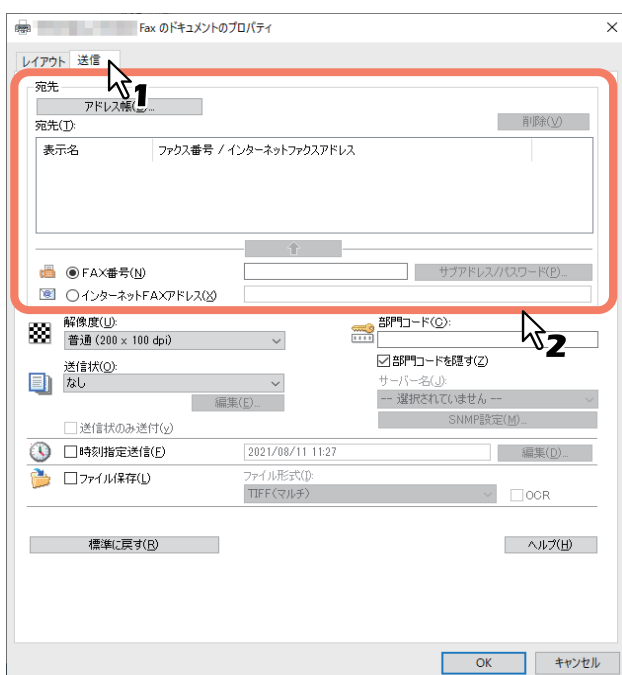 Fax のドキュメントのプロパティ
レイアウト 送信
1
宛先
アドレス帳
宛先(T):
削除(V)
表示名 ファクス番号 / インターネットファクスアドレス
FAX番号(N)
サブアドレス/パスワード(P)...
インターネットFAXアドレス(X)
2
解像度(U):
普通 (200 x 100 dpi)
部門コード(C):
部門コードを隠す(Z)
送信状(O):
なし
サーバー名(J):
-- 選択されていません --
編集(E)...
SNMP設定(M)...
送信状のみ送付(y)
時刻指定送信(F) 2021/08/11 11:27 編集(D)...
ファイル保存(L)
ファイル形式(I):
TIFF(マルチ) OCR
標準に戻す(R) ヘルプ(H)
OK キャンセル